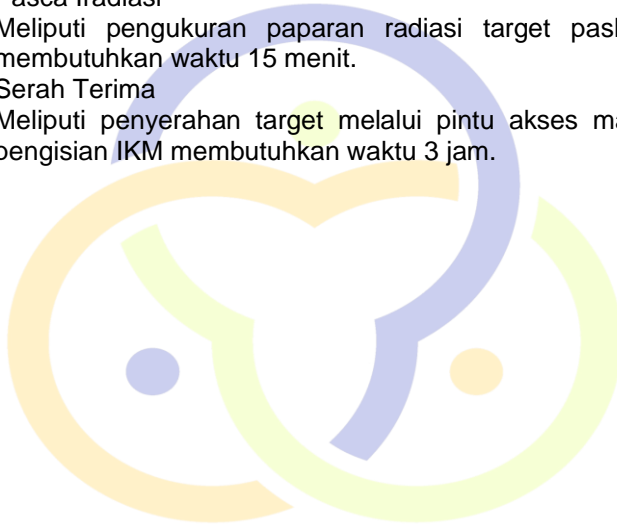 Iradiasi
Meliputi pengukuran paparan radiasi target
membutuhkan waktu 15 menit.
Serah Terima
Meliputi penyerahan target melalui pintu akses
pengisian IKM membutuhkan waktu 3 jam.